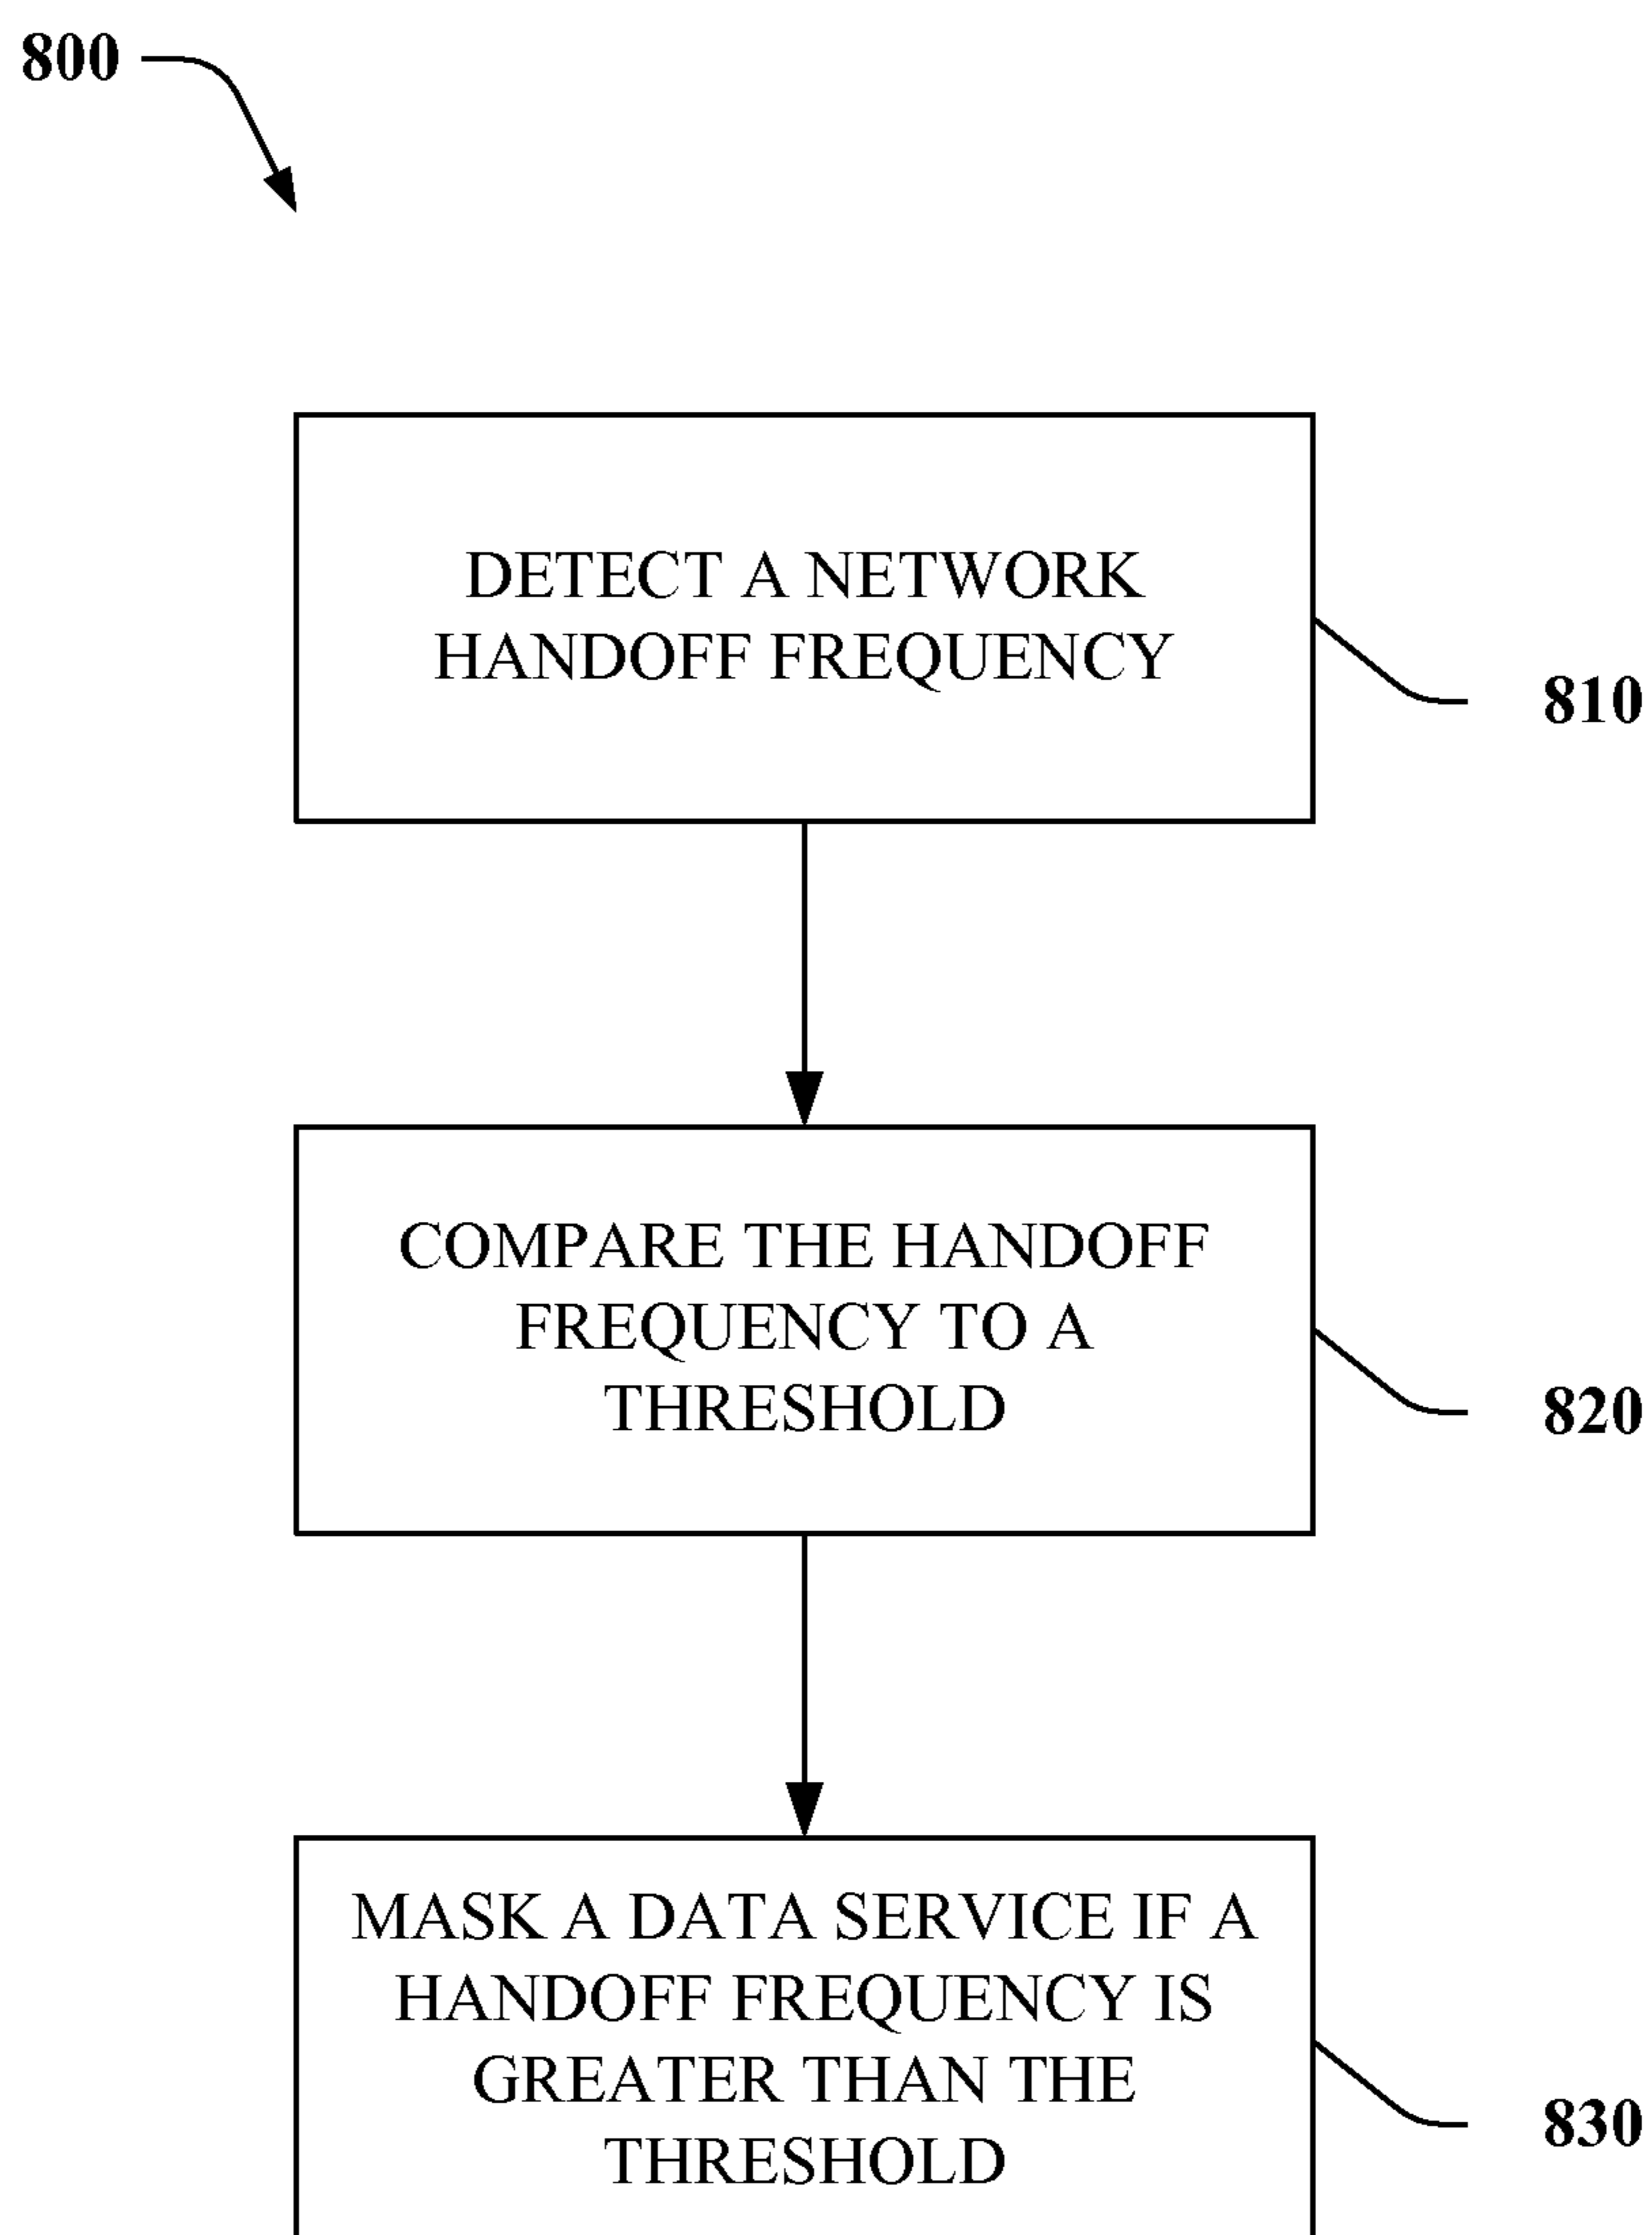 800
DETECT A NETWORK
HANDOFF FREQUENCY
810
COMPARE THE HANDOFF
FREQUENCY TO A
THRESHOLD
820
MASK A DATA SERVICE IF A
HANDOFF FREQUENCY IS
GREATER THAN THE
THRESHOLD
830